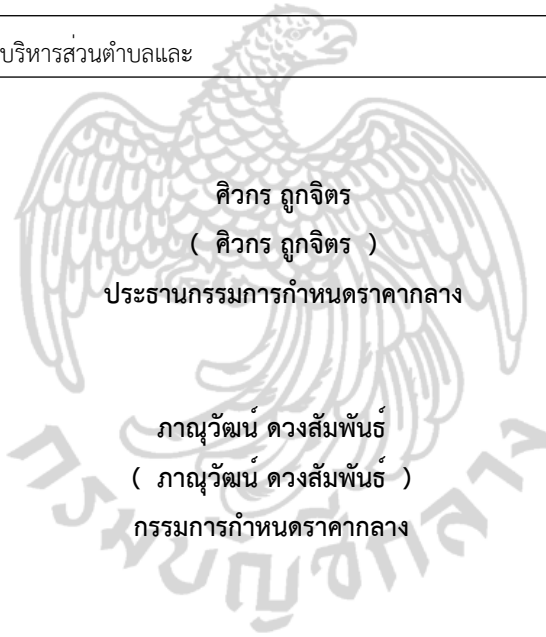 บริหารส่วนตำบลและ
ศิวกร ถูกจิตร
( ศิวกร ถูกจิตร )
ประธานกรรมการกำหนดราคากลาง
ภาณุวัฒน์ ดวงสัมพันธ์
( ภาณุวัฒน์ ดวงสัมพันธ์ )
กรรมการกำหนดราคากลาง
กรมบัญชีกลาง